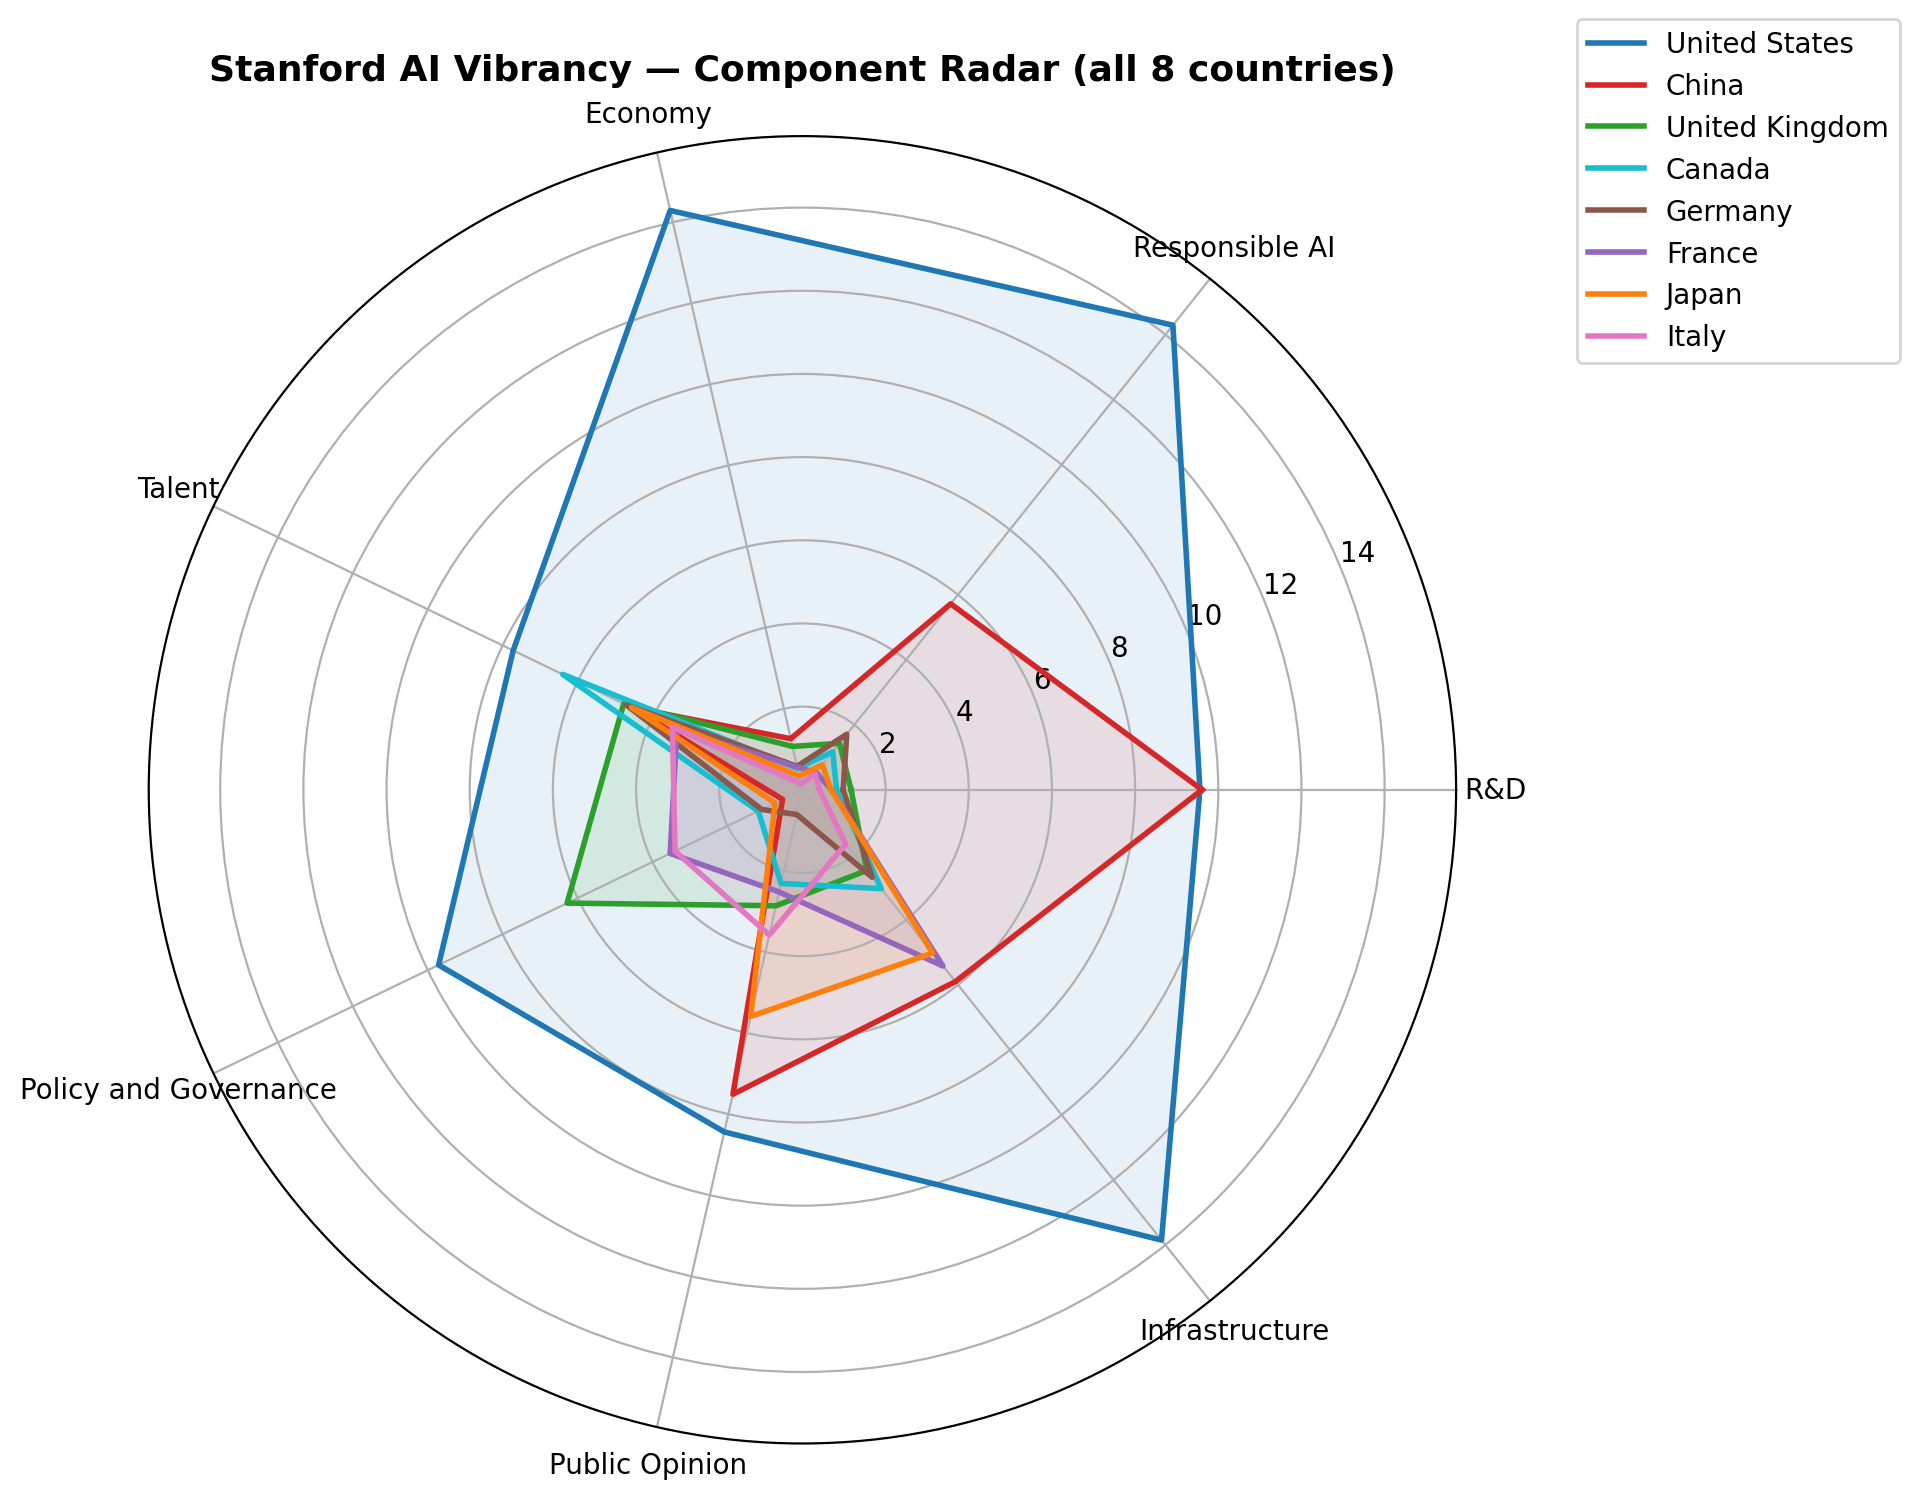 Stanford AI Vibrancy — Component Radar (all 8 countries)
United States
China
United Kingdom
Canada
Germany
France
Japan
Italy
Economy
Responsible AI
Talent
R&D
Policy and Governance
Public Opinion
Infrastructure
2
4
6
8
10
12
14